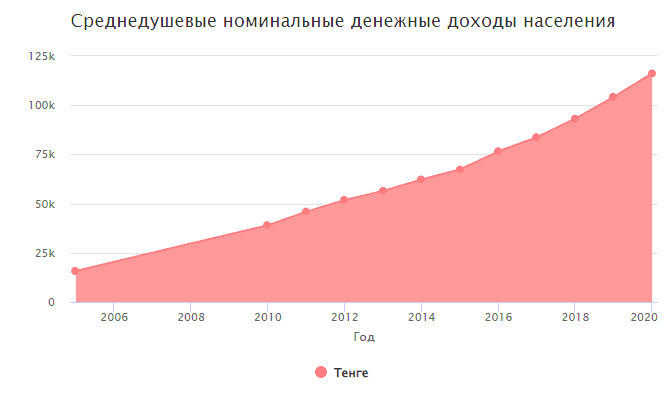 Среднедушевые номинальные денежные доходы населения
125k
100k
75k
50k
25k
0
2006 2008 2010 2012 2014 2016 2018 2020
Год
Тенге